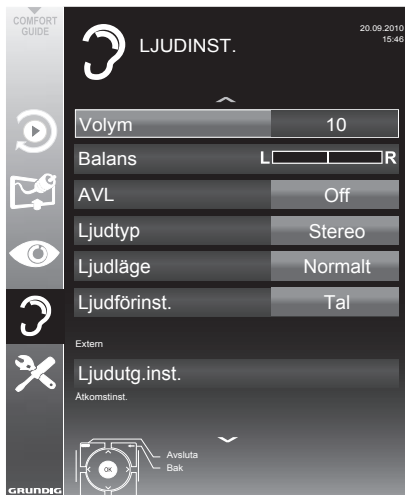 COMFORT
GUIDE
LJUDINST.
20.09.2010
15:46
Volym 10
Balans L R
AVL Off
Ljudtyp Stereo
Ljudläge Normalt
Ljudförinst. Tal
Extern
Ljudutg.inst.
Åtkomstinst.
Avsluta
OK
Bak
GRUNDIG